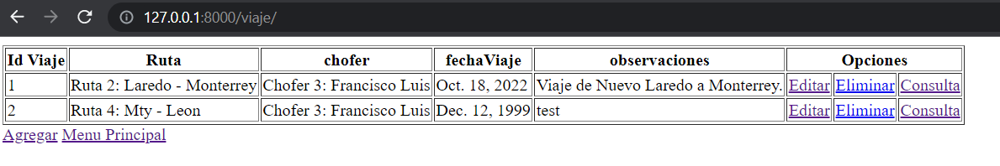 127.0.0.1:8000/viaje/
Id Viaje Ruta chofer fechaViaje observaciones Opciones
1 Ruta 2: Laredo - Monterrey Chofer 3: Francisco Luis Oct. 18, 2022 Viaje de Nuevo Laredo a Monterrey. Editar Eliminar Consulta
2 Ruta 4: Mty - Leon Chofer 3: Francisco Luis Dec. 12, 1999 test Editar Eliminar Consulta
Agregar Menu Principal